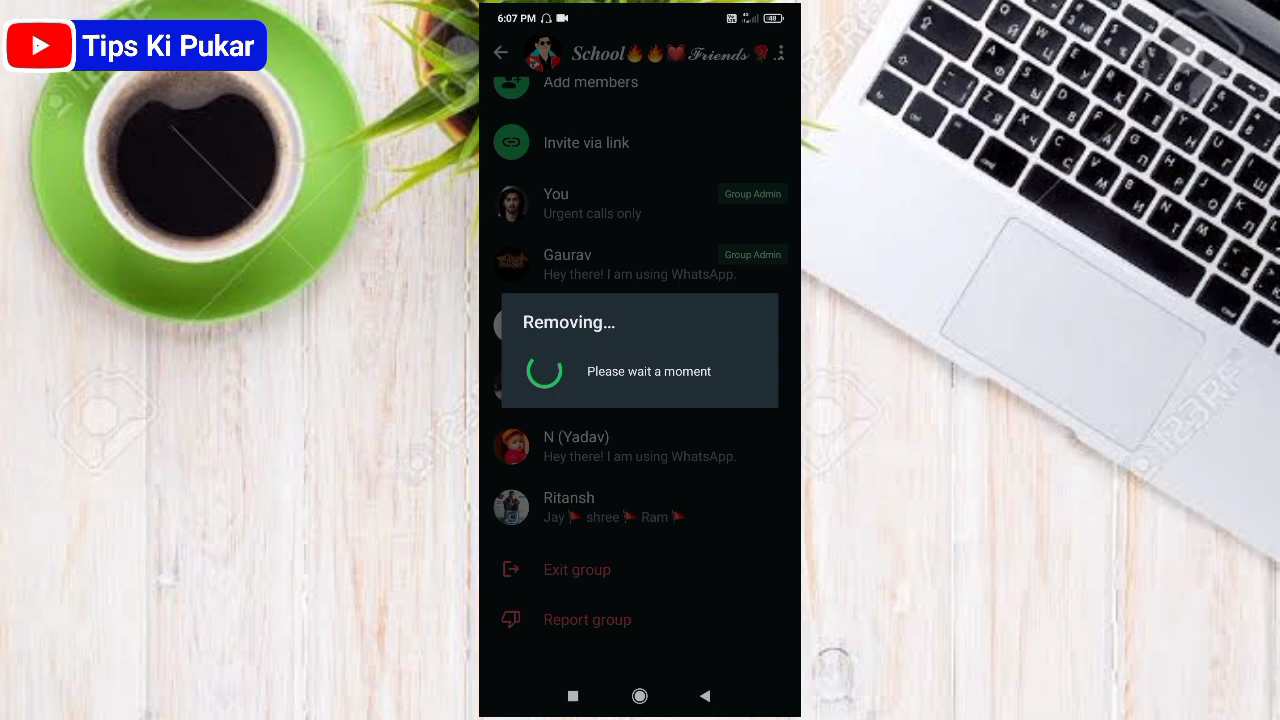 Tips Ki Pukar
6:07 PM
48
School🔥🔥💓Friends🌹
Add members
Invite via link
You
Group Admin
Urgent calls only
Gaurav
Group Admin
Hey there! I am using WhatsApp.
Removing...
Please wait a moment
N (Yadav)
Hey there! I am using WhatsApp.
Ritansh
Jay 🚩 shree 🚩 Ram 🚩
Exit group
Report group
123RF